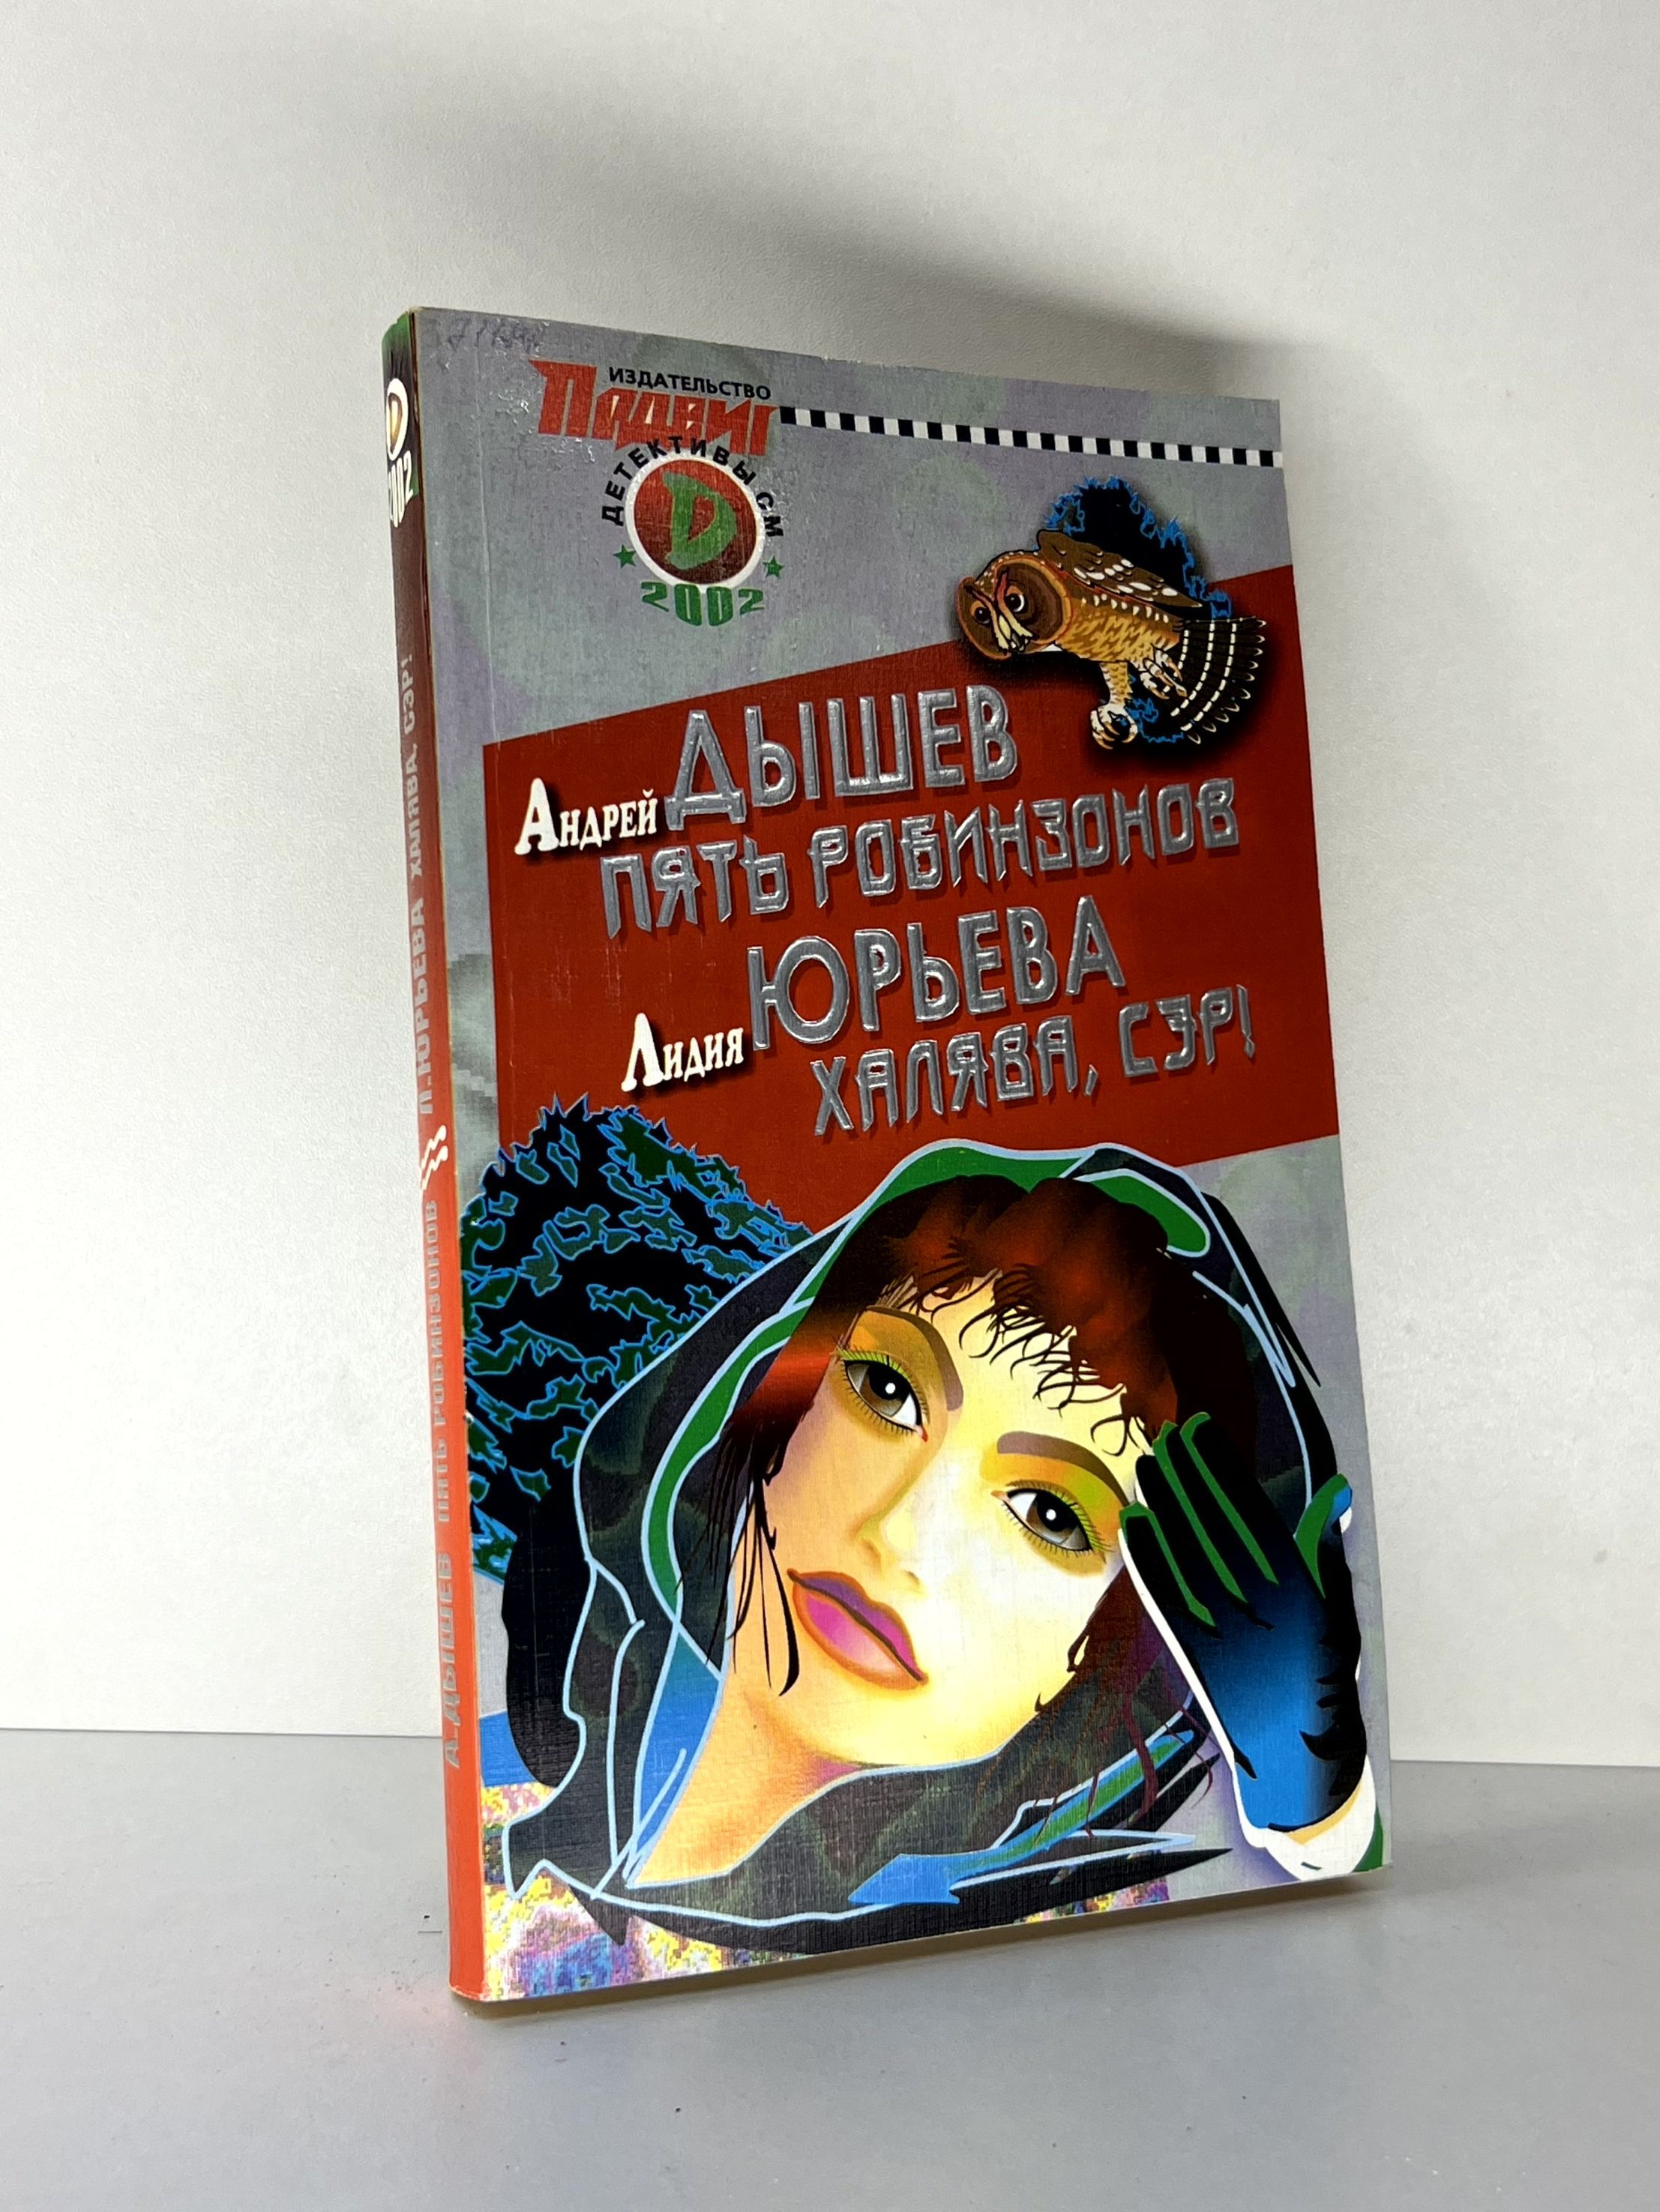 ИЗДАТЕЛЬСТВО
ПОДВИГ
ДЕТЕКТИВЫ СМ
D
2002
Андрей ДЫШЕВ
ПЯТЬ РОБИНЗОНОВ
Лидия ЮРЬЕВА
ХАЛЯВА, СЭР!
D
2002
А.ДЫШЕВ ПЯТЬ РОБИНЗОНОВ Л.ЮРЬЕВА ХАЛЯВА, СЭР!